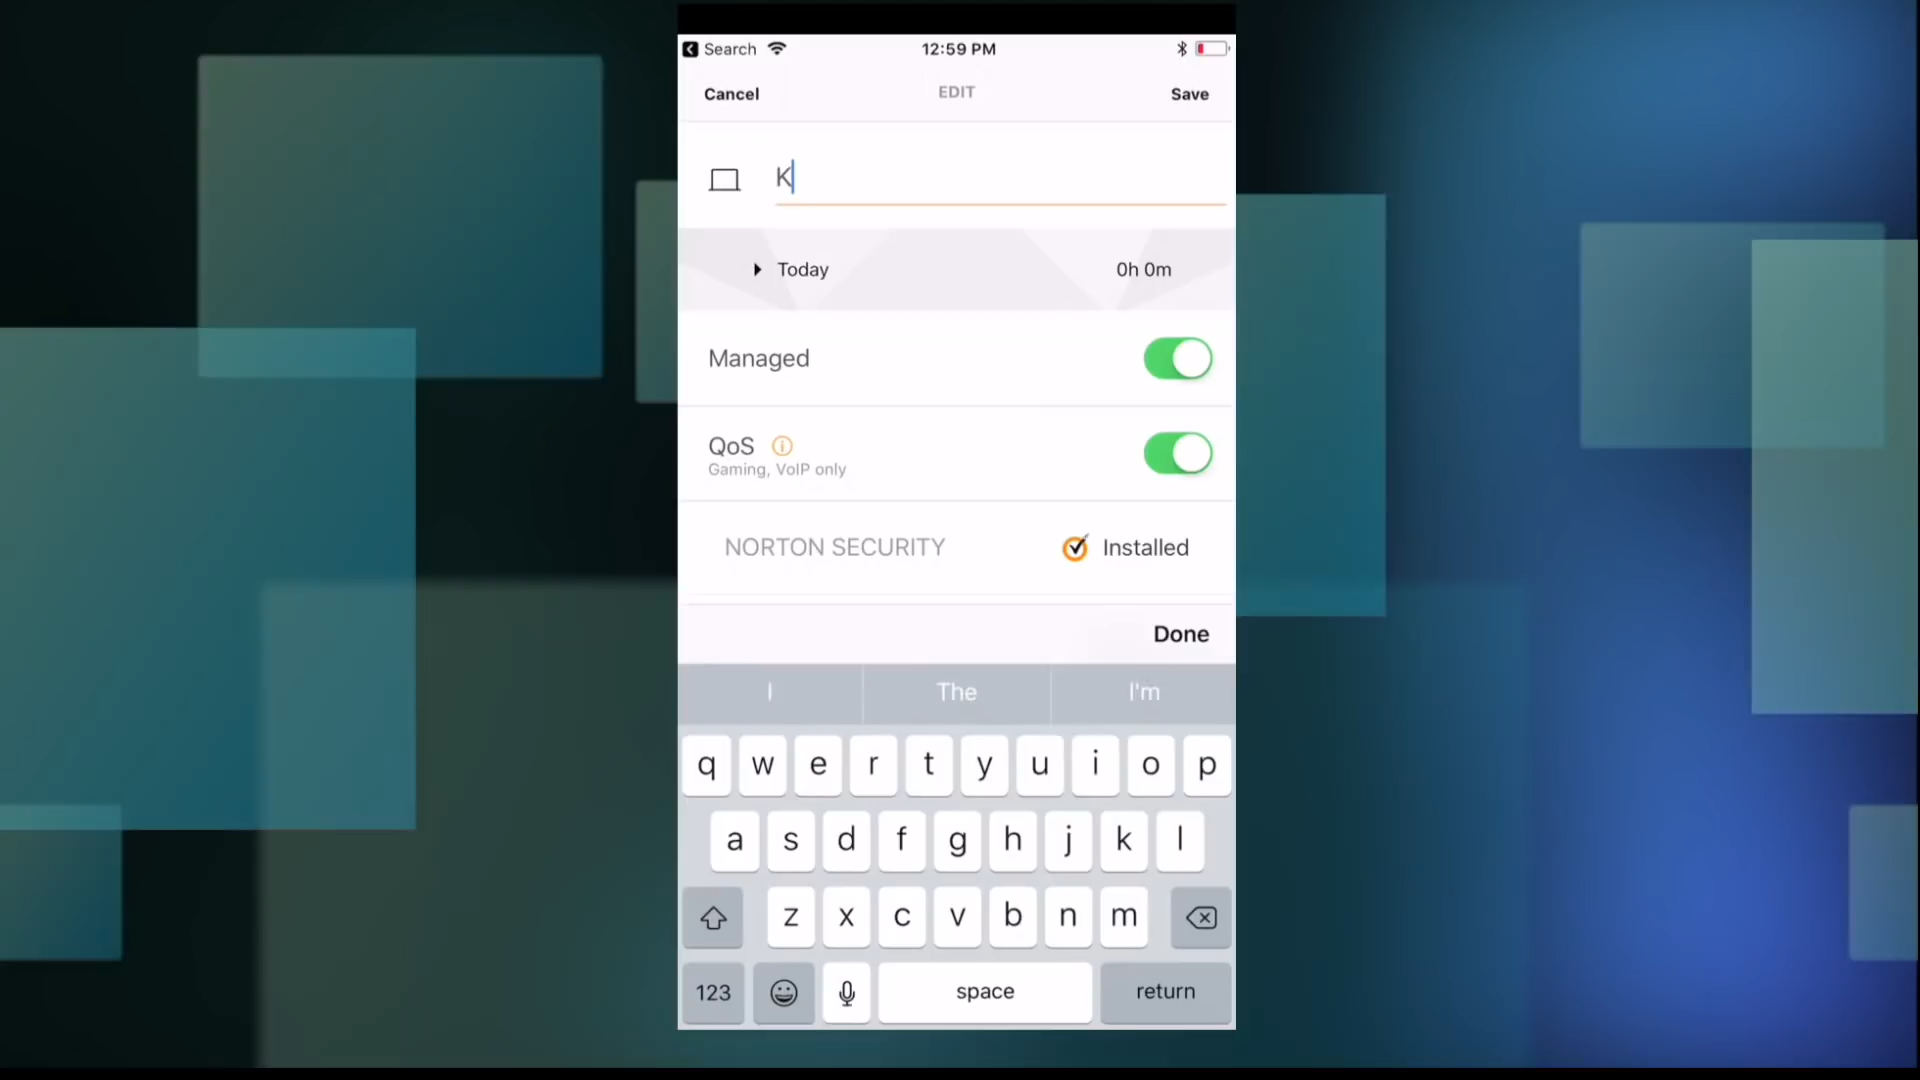 Search 12:59 PM
Cancel EDIT Save
K
Today 0h 0m
Managed
QoS
Gaming, VoIP only
NORTON SECURITY Installed
Done
I The I'm
q w e r t y u i o p
a s d f g h j k l
z x c v b n m
123 space return